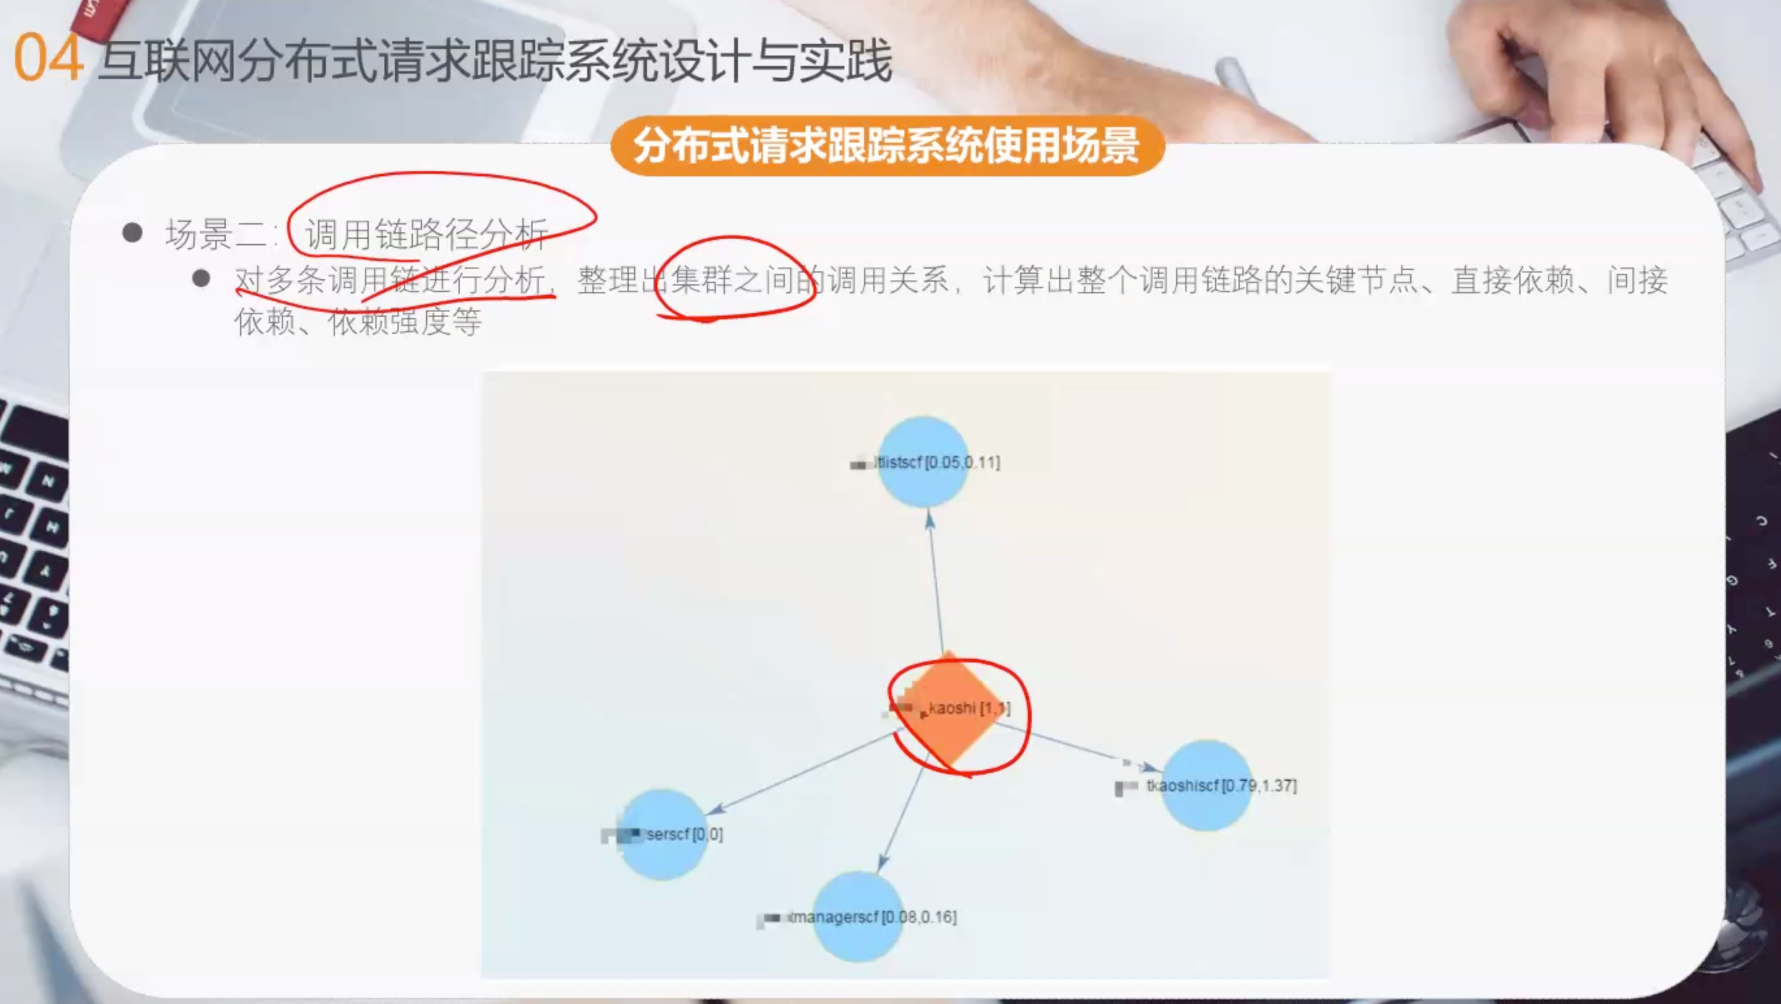 04 互联网分布式请求跟踪系统设计与实践
分布式请求跟踪系统使用场景
场景二：调用链路径分析
对多条调用链进行分析，整理出集群之间的调用关系，计算出整个调用链路的关键节点、直接依赖、间接
依赖、依赖强度等
ltlistscf [0.05,0.11]
kaoshi [1,1]
tkaoshiscf [0.79,1.37]
serscf [0,0]
managerscf [0.08,0.16]